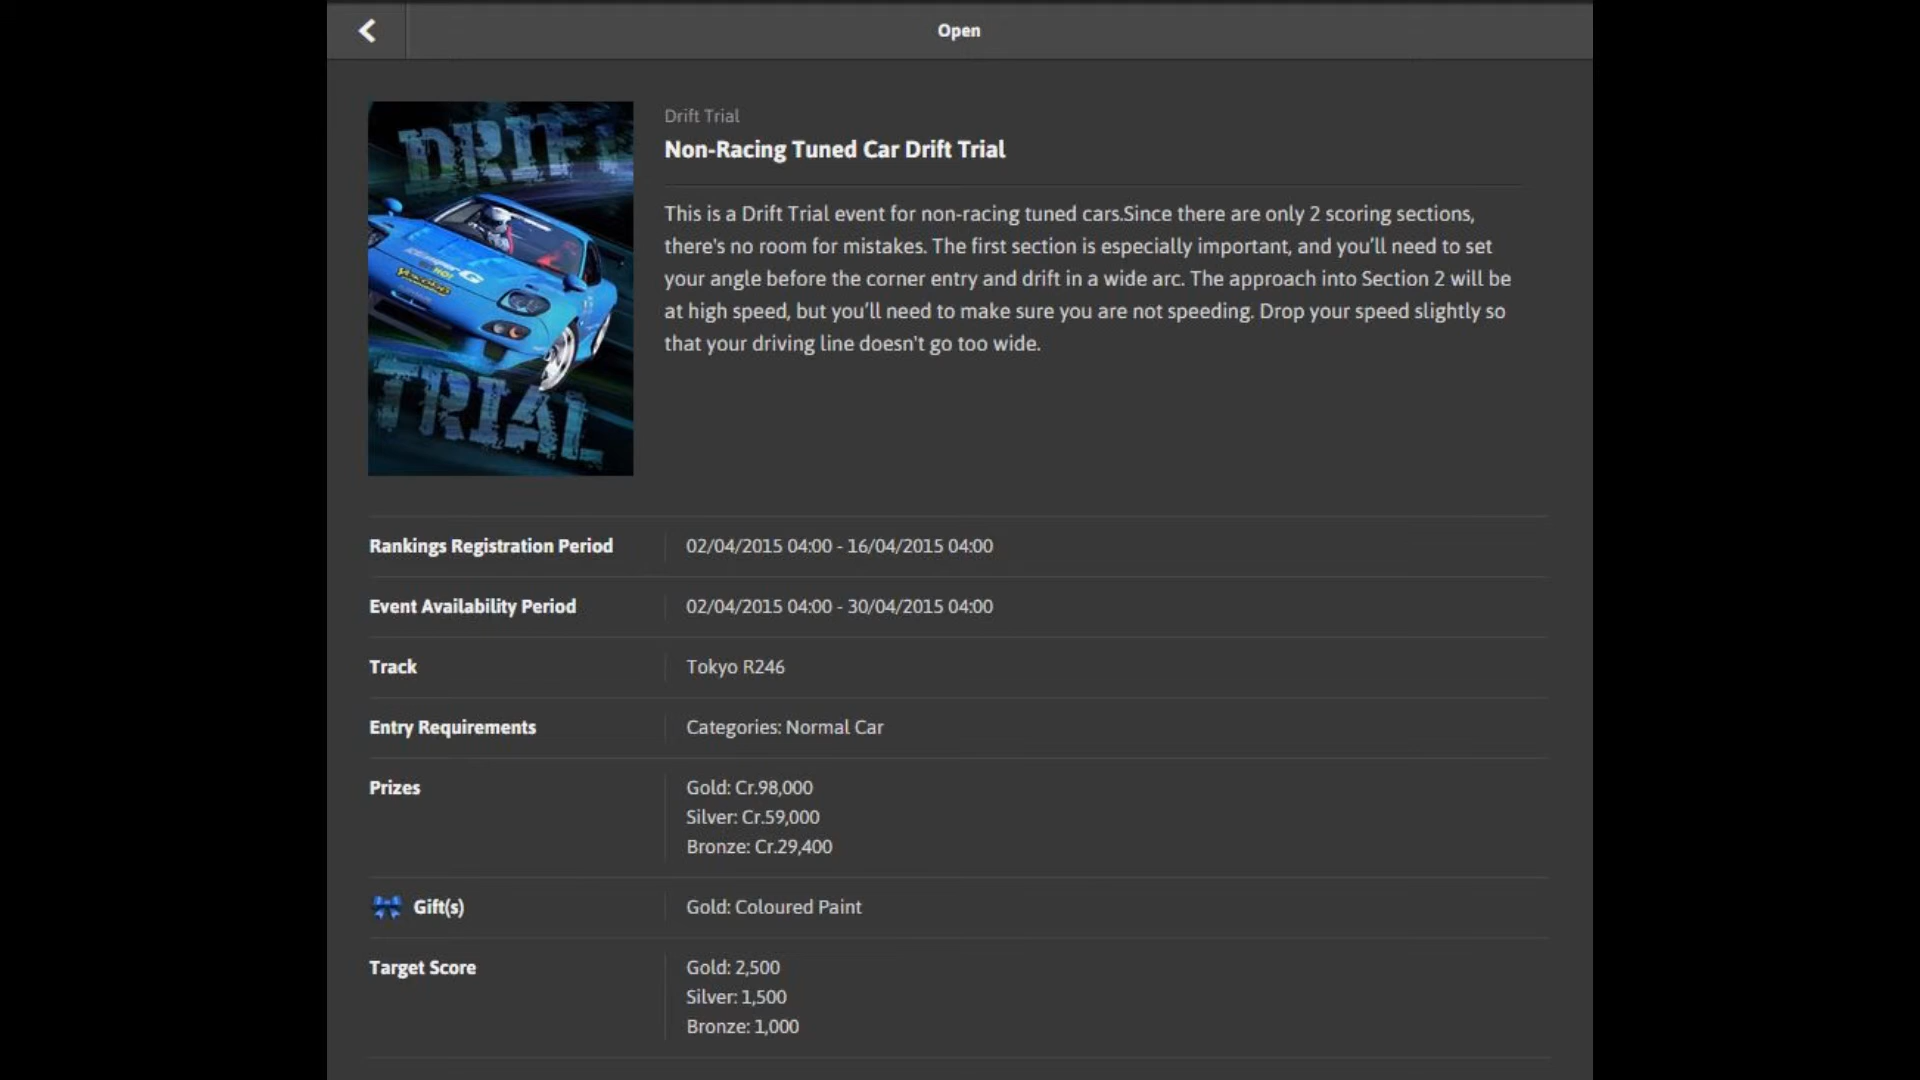 Open
DRIFT
TRIAL
Drift Trial
Non-Racing Tuned Car Drift Trial
This is a Drift Trial event for non-racing tuned cars.Since there are only 2 scoring sections,
there's no room for mistakes. The first section is especially important, and you'll need to set
your angle before the corner entry and drift in a wide arc. The approach into Section 2 will be
at high speed, but you'll need to make sure you are not speeding. Drop your speed slightly so
that your driving line doesn't go too wide.
Rankings Registration Period 02/04/2015 04:00 - 16/04/2015 04:00
Event Availability Period 02/04/2015 04:00 - 30/04/2015 04:00
Track Tokyo R246
Entry Requirements Categories: Normal Car
Prizes Gold: Cr.98,000
Silver: Cr.59,000
Bronze: Cr.29,400
Gift(s) Gold: Coloured Paint
Target Score Gold: 2,500
Silver: 1,500
Bronze: 1,000